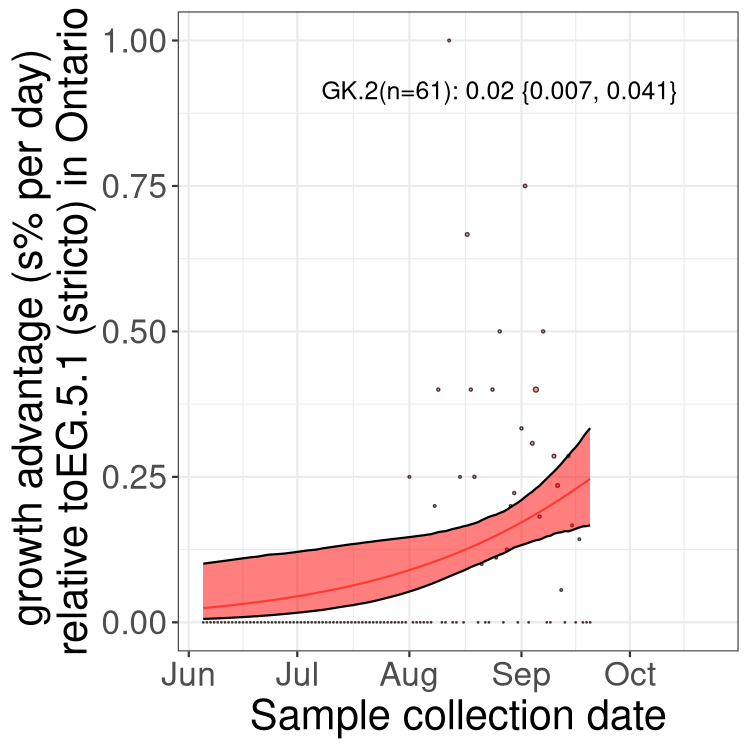 growth advantage (s% per day)
relative toEG.5.1 (stricto) in Ontario
1.00
GK.2(n=61): 0.02 {0.007, 0.041}
0.75
0.50
0.25
0.00
Jun Jul Aug Sep Oct
Sample collection date